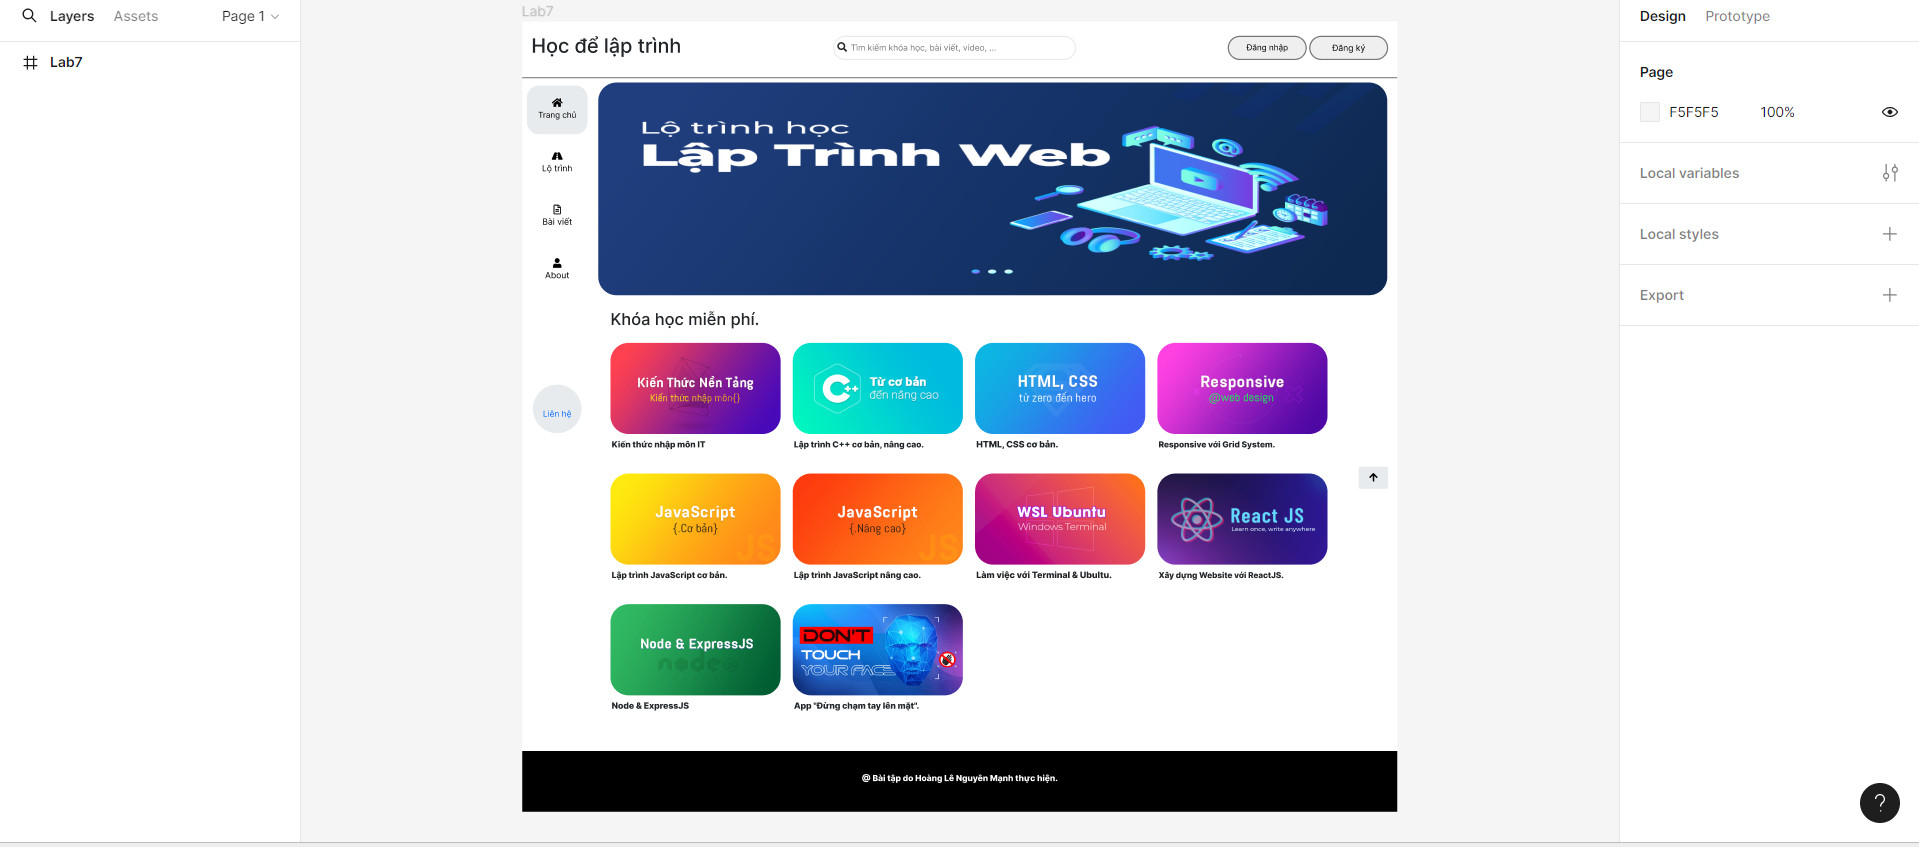 Layers
Assets
Page 1
Lab7
Lab7
Học để lập trình
Tìm kiếm khóa học, bài viết, video, ...
Đăng nhập
Đăng ký
Trang chủ
Lộ trình
Bài viết
About
Liên hệ
Lộ trình học
Lập Trình Web
Khóa học miễn phí.
Kiến Thức Nền Tảng
Kiến thức nhập môn{}
Kiến thức nhập môn IT
C++
Từ cơ bản
đến nâng cao
Lập trình C++ cơ bản, nâng cao.
HTML, CSS
từ zero đến hero
HTML, CSS cơ bản.
Responsive
@web design
Responsive với Grid System.
JavaScript
{.Cơ bản}
JS
Lập trình JavaScript cơ bản.
JavaScript
{.Nâng cao}
JS
Lập trình JavaScript nâng cao.
WSL Ubuntu
Windows Terminal
Làm việc với Terminal & Ubultu.
React JS
Learn once, write anywhere
Xây dựng Website với ReactJS.
Node & ExpressJS
node
Node & ExpressJS
DON'T
TOUCH
YOUR FACE
App "Đừng chạm tay lên mặt".
@ Bài tập do Hoàng Lê Nguyên Mạnh thực hiện.
Design
Prototype
Page
F5F5F5
100%
Local variables
Local styles
Export
?